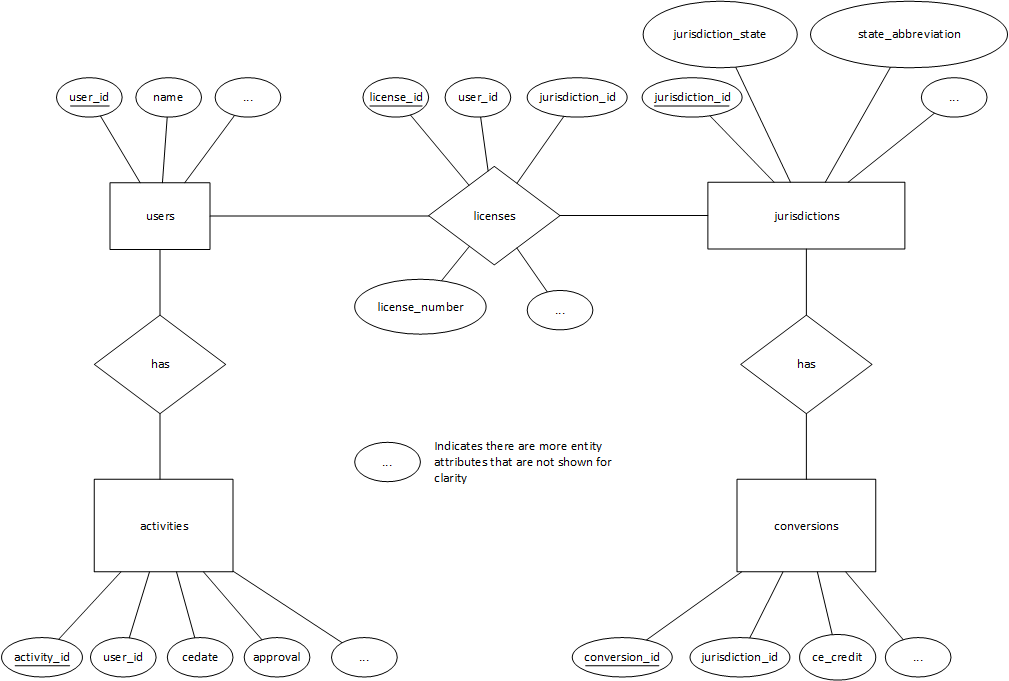 jurisdiction_state
state_abbreviation
user_id
name
...
license_id
user_id
jurisdiction_id
jurisdiction_id
...
users
licenses
jurisdictions
license_number
...
has
has
...
Indicates there are more entity
attributes that are not shown for
clarity
activities
conversions
activity_id
user_id
cedate
approval
...
conversion_id
jurisdiction_id
ce_credit
...